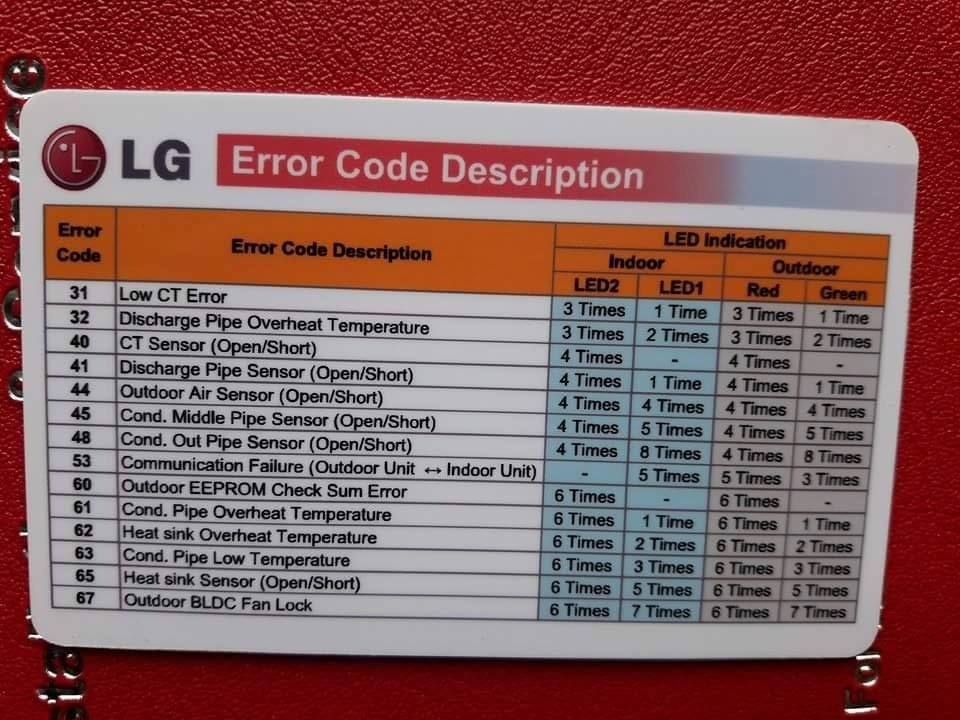 LG Error Code Description
Error Code Error Code Description LED Indication
Indoor Outdoor
LED2 LED1 Red Green
31 Low CT Error 3 Times 1 Time 3 Times 1 Time
32 Discharge Pipe Overheat Temperature 3 Times 2 Times 3 Times 2 Times
40 CT Sensor (Open/Short) 4 Times - 4 Times -
41 Discharge Pipe Sensor (Open/Short) 4 Times 1 Time 4 Times 1 Time
44 Outdoor Air Sensor (Open/Short) 4 Times 4 Times 4 Times 4 Times
45 Cond. Middle Pipe Sensor (Open/Short) 4 Times 5 Times 4 Times 5 Times
48 Cond. Out Pipe Sensor (Open/Short) 4 Times 8 Times 4 Times 8 Times
53 Communication Failure (Outdoor Unit ↔ Indoor Unit) - 5 Times 5 Times 3 Times
60 Outdoor EEPROM Check Sum Error 6 Times - 6 Times -
61 Cond. Pipe Overheat Temperature 6 Times 1 Time 6 Times 1 Time
62 Heat sink Overheat Temperature 6 Times 2 Times 6 Times 2 Times
63 Cond. Pipe Low Temperature 6 Times 3 Times 6 Times 3 Times
65 Heat sink Sensor (Open/Short) 6 Times 5 Times 6 Times 5 Times
67 Outdoor BLDC Fan Lock 6 Times 7 Times 6 Times 7 Times